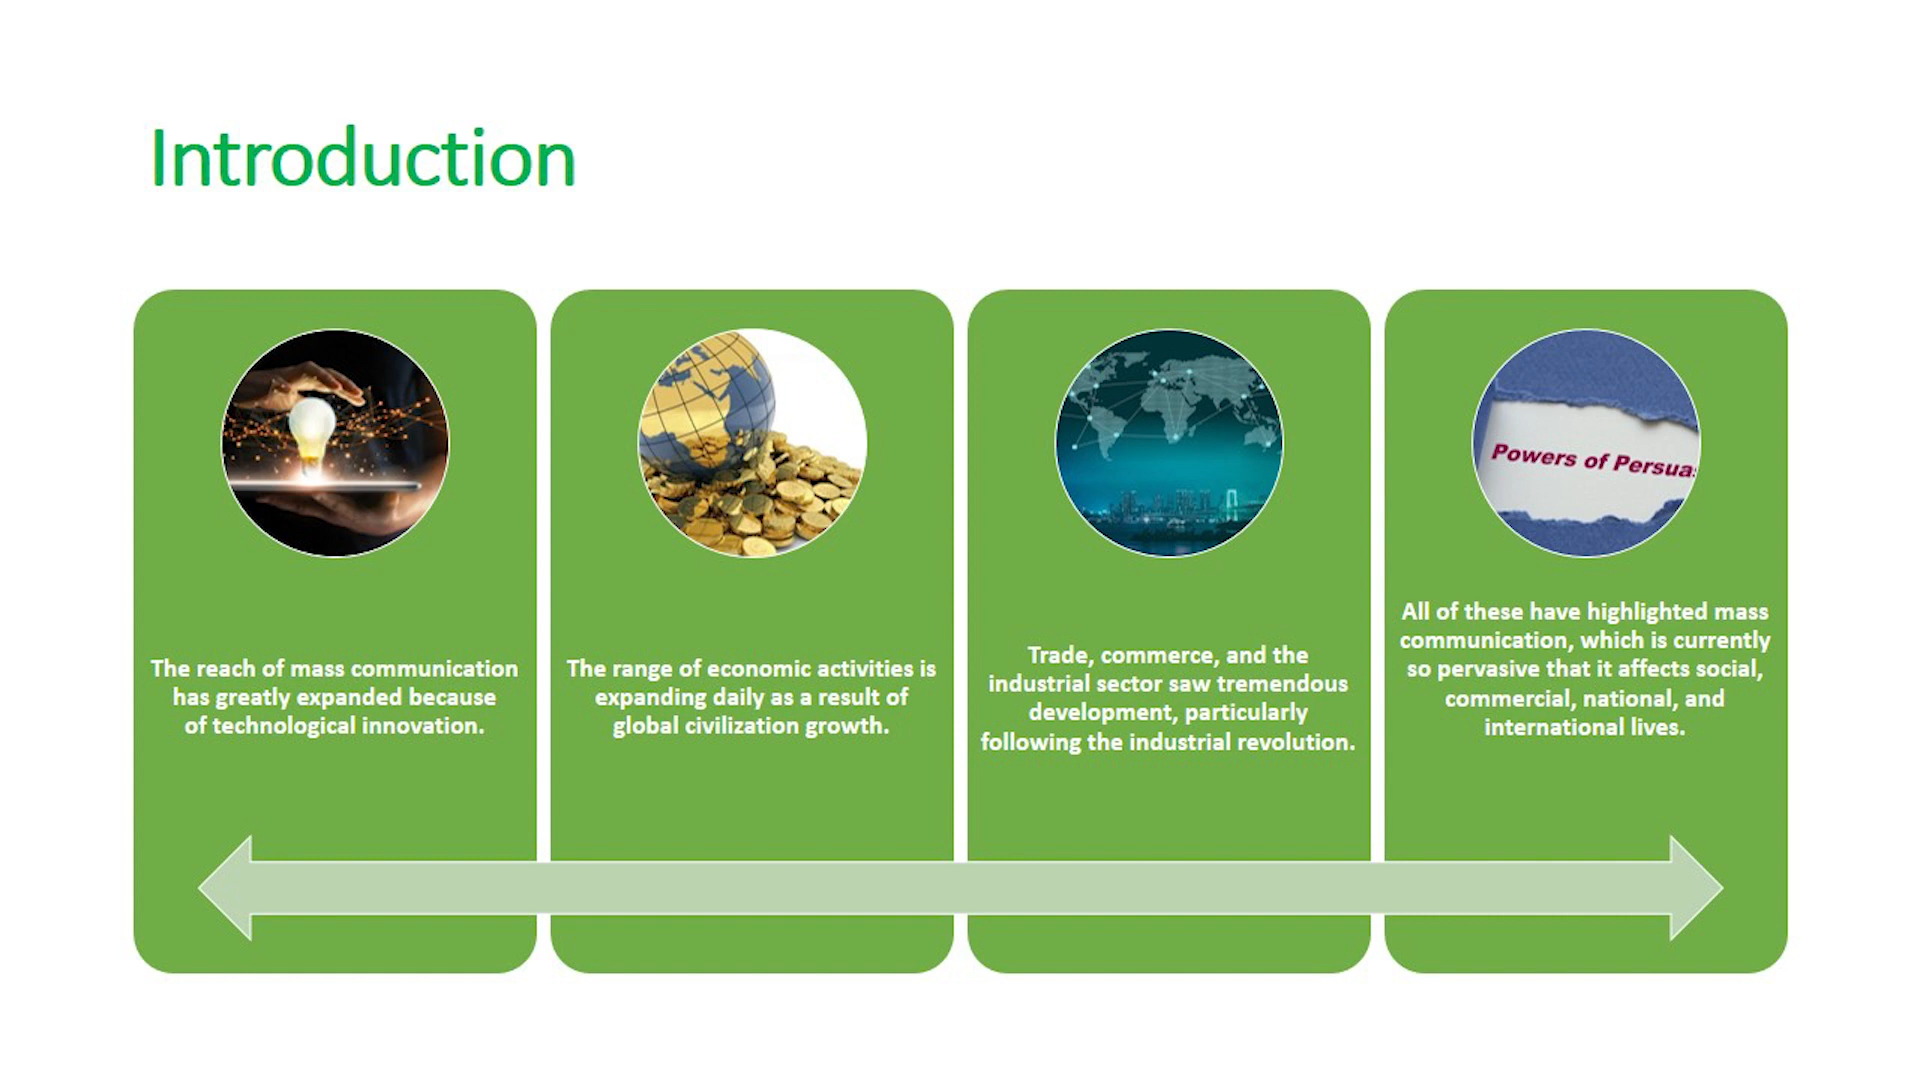 Introduction
The reach of mass communication
has greatly expanded because
of technological innovation.
The range of economic activities is
expanding daily as a result of
global civilization growth.
Trade, commerce, and the
industrial sector saw tremendous
development, particularly
following the industrial revolution.
Powers of Persua
All of these have highlighted mass
communication, which is currently
so pervasive that it affects social,
commercial, national, and
international lives.